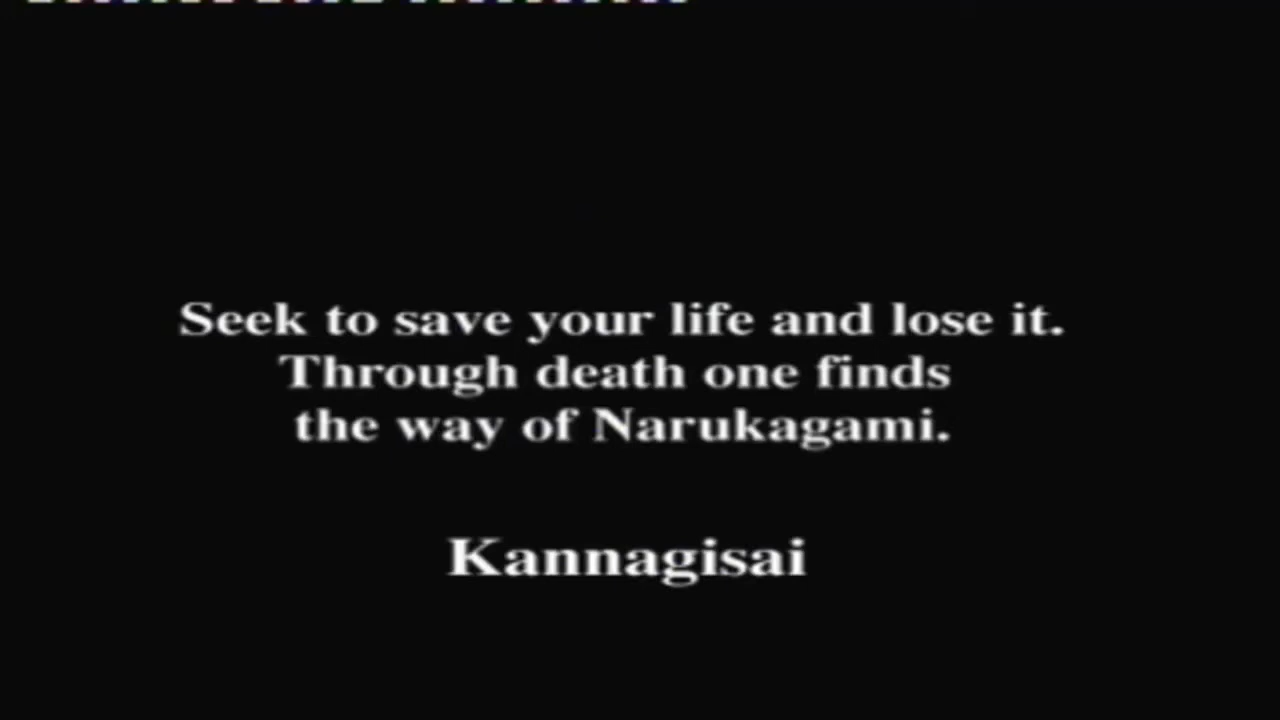 Seek to save your life and lose it.
Through death one finds
the way of Narukagami.
Kannagisai